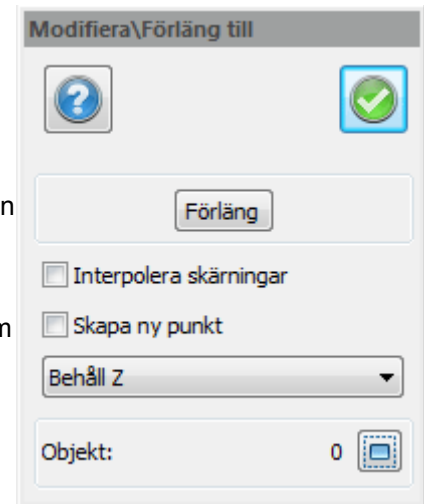 Modifiera\Förläng till
n
Förläng
Interpolera skärningar
m
Skapa ny punkt
Behåll Z
Objekt: 0